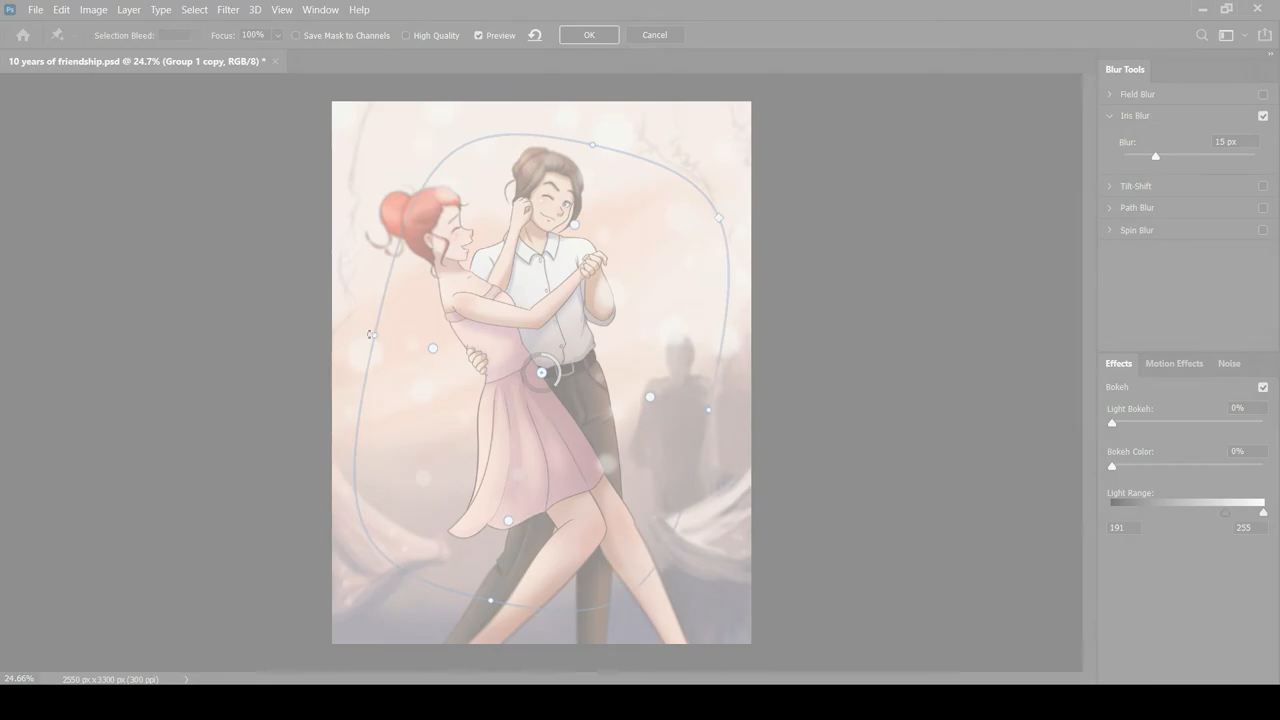 Ps File Edit Image Layer Type Select Filter 3D View Window Help
Selection Bleed: Focus: 100% Save Mask to Channels High Quality Preview OK Cancel
10 years of friendship.psd @ 24.7% (Group 1 copy, RGB/8) *
Blur Tools
Field Blur
Iris Blur
Blur: 15 px
Tilt-Shift
Path Blur
Spin Blur
Effects Motion Effects Noise
Bokeh
Light Bokeh: 0%
Bokeh Color: 0%
Light Range:
191 255
24.66% 2550 px x 3300 px (300 ppi)